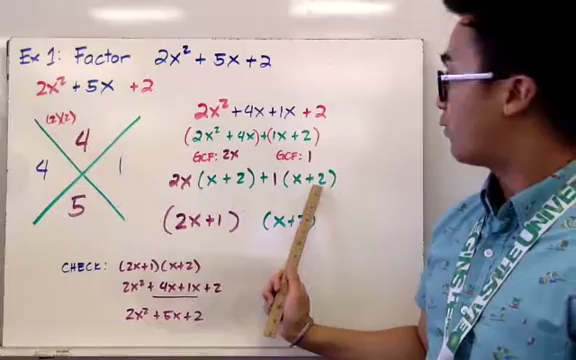 Ex 1: Factor 2x² + 5x + 2
2x² + 5x + 2
(2)(2)
4
4 1
5
2x² + 4x + 1x + 2
(2x² + 4x) + (1x + 2)
GCF: 2x GCF: 1
2x (x + 2) + 1 (x + 2)
(2x + 1) (x +
CHECK: (2x+1)(x+2)
2x² + 4x + 1x + 2
2x² + 5x + 2
UNIVERSITY